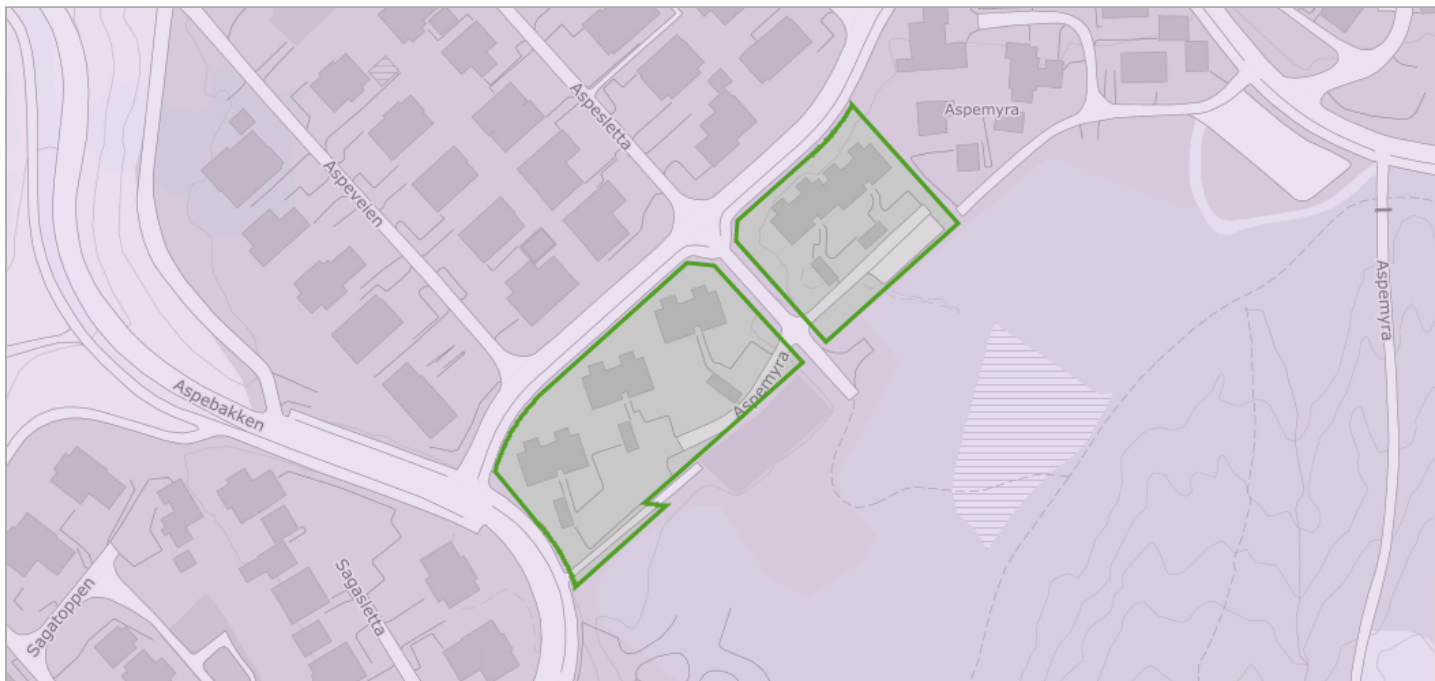 Aspesletta
Aspemyra
Aspeveien
Aspemyra
Aspemyra
Aspebakken
Sagasletta
Sagatoppen